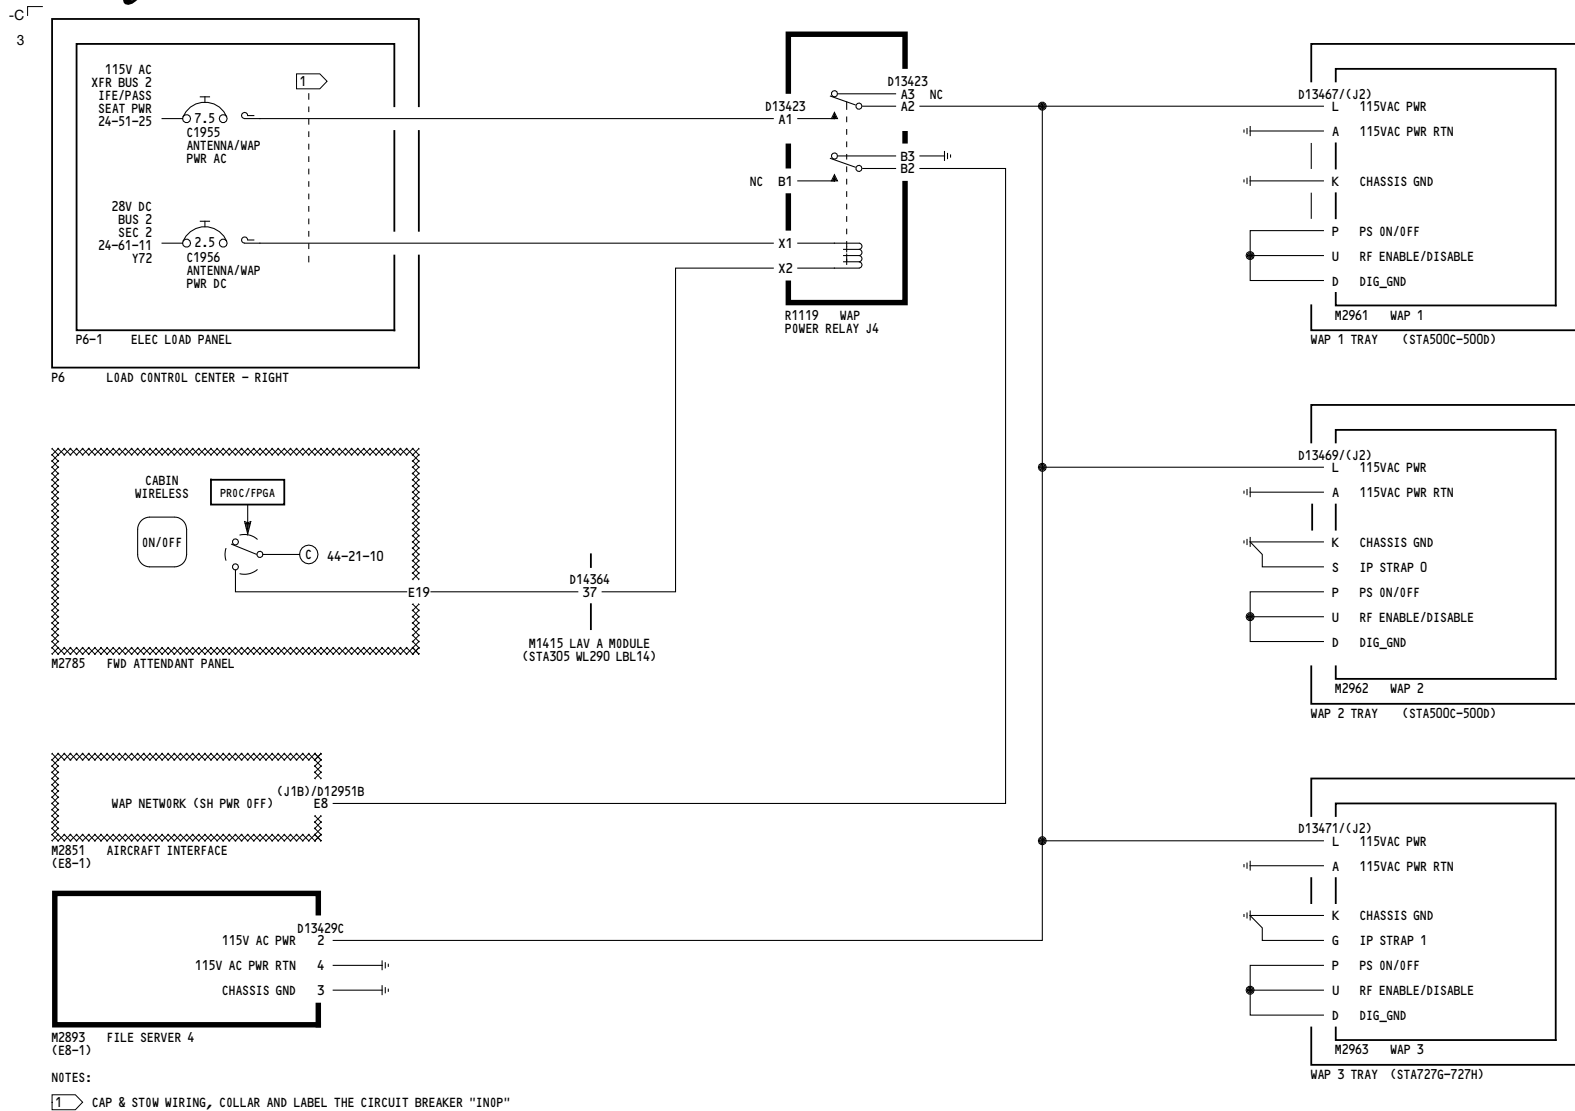 -C
3
115V AC
XFR BUS 2
IFE/PASS
SEAT PWR
24-51-25
7.5
C1955
ANTENNA/WAP
PWR AC
1
28V DC
BUS 2
SEC 2
24-61-11
Y72
2.5
C1956
ANTENNA/WAP
PWR DC
P6-1 ELEC LOAD PANEL
P6 LOAD CONTROL CENTER - RIGHT
D13423
A1
NC B1
X1
X2
D13423
A3 NC
A2
B3
B2
R1119 WAP
POWER RELAY J4
CABIN
WIRELESS
ON/OFF
PROC/FPGA
C 44-21-10
E19
M2785 FWD ATTENDANT PANEL
D14364
37
M1415 LAV A MODULE
(STA305 WL290 LBL14)
(J1B)/D12951B
WAP NETWORK (SH PWR OFF) E8
M2851 AIRCRAFT INTERFACE
(E8-1)
D13429C
115V AC PWR 2
115V AC PWR RTN 4
CHASSIS GND 3
M2893 FILE SERVER 4
(E8-1)
NOTES:
1 CAP & STOW WIRING, COLLAR AND LABEL THE CIRCUIT BREAKER "INOP"
D13467/(J2)
L 115VAC PWR
A 115VAC PWR RTN
K CHASSIS GND
P PS ON/OFF
U RF ENABLE/DISABLE
D DIG_GND
M2961 WAP 1
WAP 1 TRAY (STA500C-500D)
D13469/(J2)
L 115VAC PWR
A 115VAC PWR RTN
K CHASSIS GND
S IP STRAP 0
P PS ON/OFF
U RF ENABLE/DISABLE
D DIG_GND
M2962 WAP 2
WAP 2 TRAY (STA500C-500D)
D13471/(J2)
L 115VAC PWR
A 115VAC PWR RTN
K CHASSIS GND
G IP STRAP 1
P PS ON/OFF
U RF ENABLE/DISABLE
D DIG_GND
M2963 WAP 3
WAP 3 TRAY (STA727G-727H)